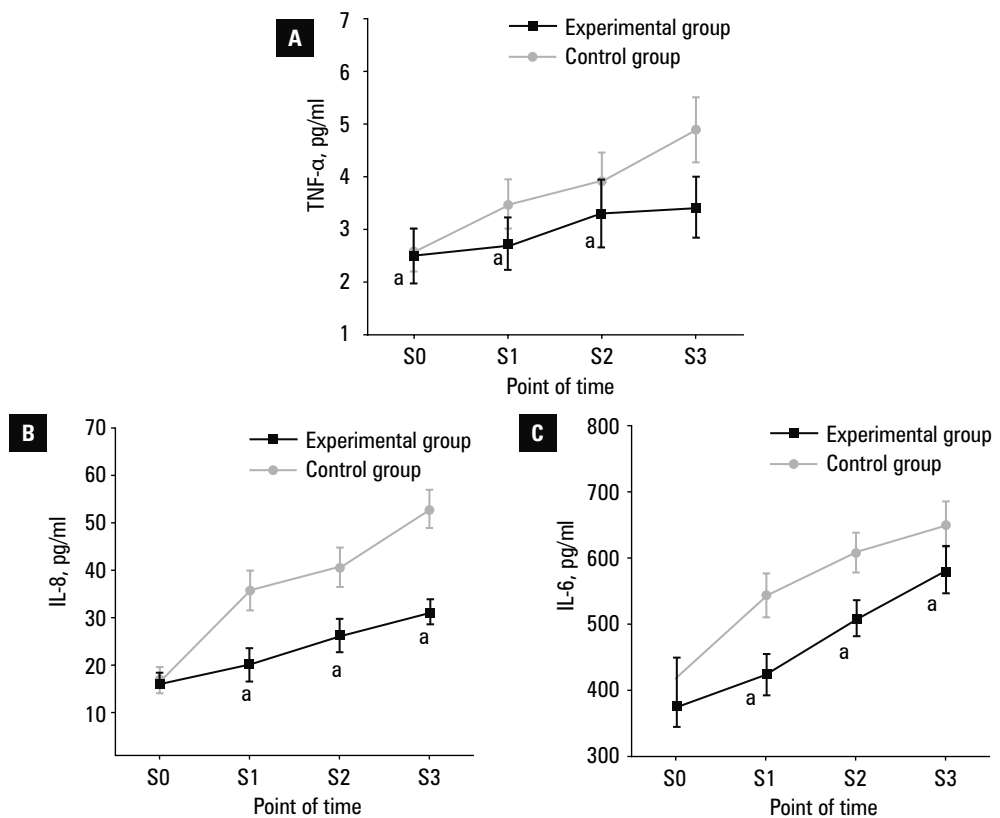 A
7
6
5
4
3
2
1
TNF-α, pg/ml
Experimental group
Control group
a
a
a
S0 S1 S2 S3
Point of time
B
70
60
50
40
30
20
10
IL-8, pg/ml
Experimental group
Control group
a
a
a
S0 S1 S2 S3
Point of time
C
800
700
600
500
400
300
IL-6, pg/ml
Experimental group
Control group
a
a
a
S0 S1 S2 S3
Point of time